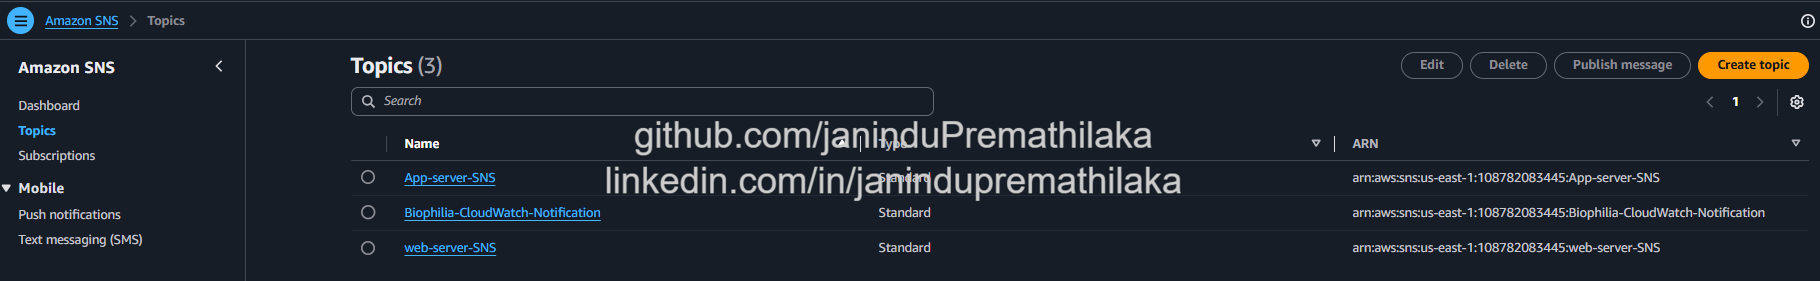 Amazon SNS > Topics
Amazon SNS
Dashboard
Topics
Subscriptions
Mobile
Push notifications
Text messaging (SMS)
Topics (3)
Edit Delete Publish message Create topic
Search
1
github.com/janinduPremathilaka
Name Type ARN
linkedin.com/in/janindupremathilaka
App-server-SNS Standard arn:aws:sns:us-east-1:108782083445:App-server-SNS
Biophilia-CloudWatch-Notification Standard arn:aws:sns:us-east-1:108782083445:Biophilia-CloudWatch-Notification
web-server-SNS Standard arn:aws:sns:us-east-1:108782083445:web-server-SNS